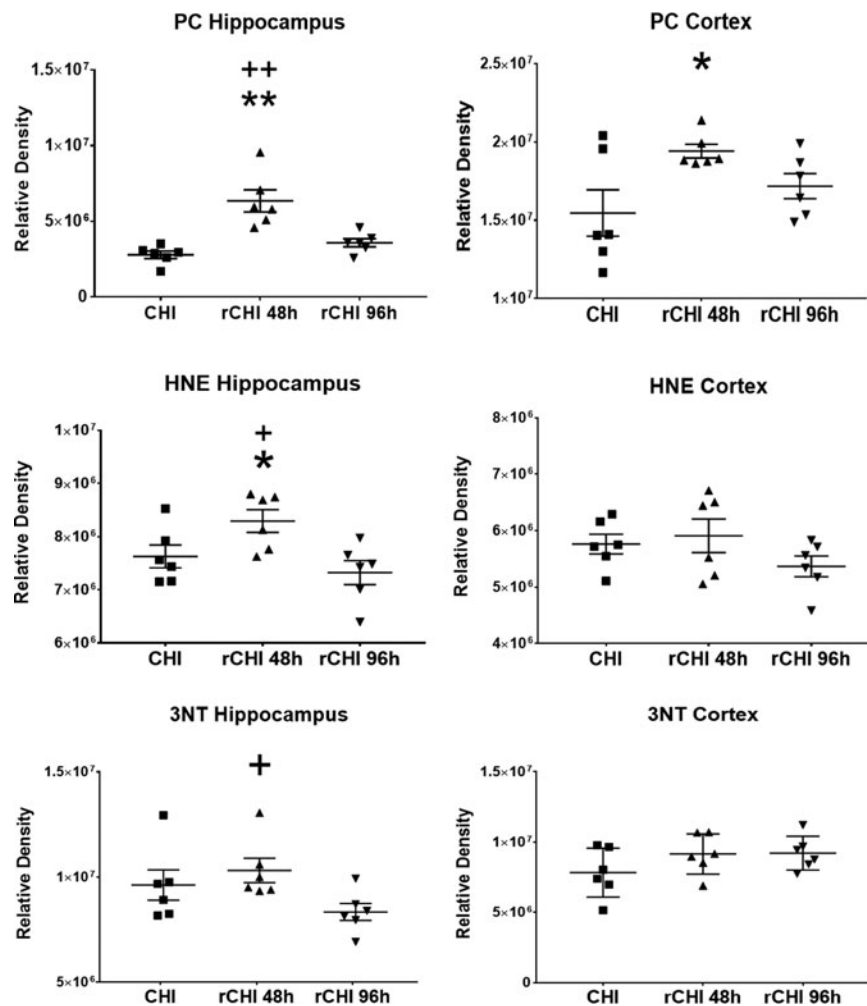 PC Hippocampus
Relative Density
1.5×10⁷
1×10⁷
5×10⁶
0
++
**
CHI
rCHI 48h
rCHI 96h
PC Cortex
Relative Density
2.5×10⁷
2×10⁷
1.5×10⁷
1×10⁷
*
CHI
rCHI 48h
rCHI 96h
HNE Hippocampus
Relative Density
1×10⁷
9×10⁶
8×10⁶
7×10⁶
6×10⁶
+
*
CHI
rCHI 48h
rCHI 96h
HNE Cortex
Relative Density
8×10⁶
7×10⁶
6×10⁶
5×10⁶
4×10⁶
CHI
rCHI 48h
rCHI 96h
3NT Hippocampus
Relative Density
1.5×10⁷
1×10⁷
5×10⁶
+
CHI
rCHI 48h
rCHI 96h
3NT Cortex
Relative Density
1.5×10⁷
1×10⁷
5×10⁶
0
CHI
rCHI 48h
rCHI 96h